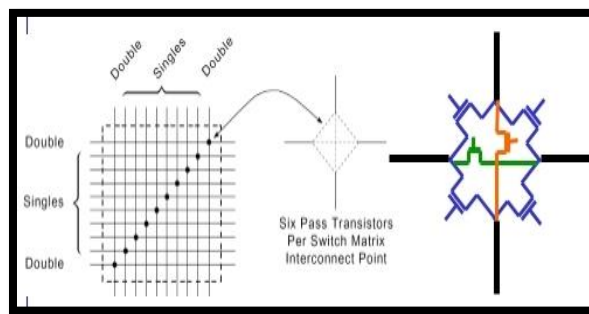 Double
Singles
Double
Double
Singles
Double
Six Pass Transistors
Per Switch Matrix
Interconnect Point